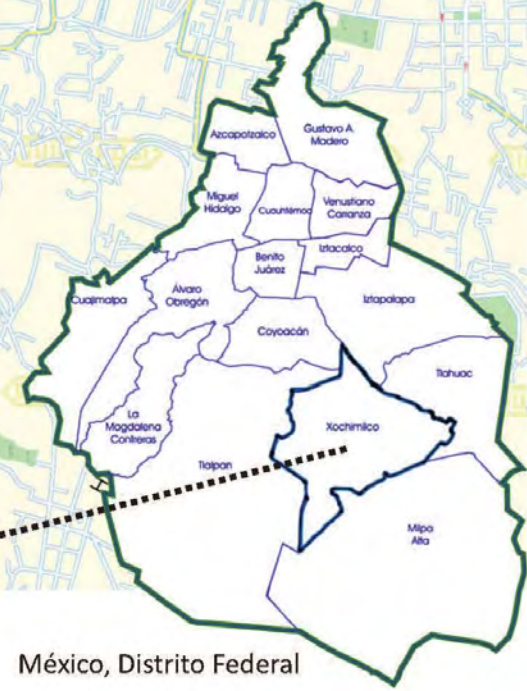 Azcapotzalco
Gustavo A.
Madero
Miguel
Hidalgo
Cuauhtémoc
Venustiano
Carranza
Iztacalco
Benito
Juárez
Cuajimalpa
Álvaro
Obregón
Iztapalapa
Coyoacán
Tlahuac
La
Magdalena
Contreras
Xochimilco
Tlalpan
Milpa
Alta
México, Distrito Federal